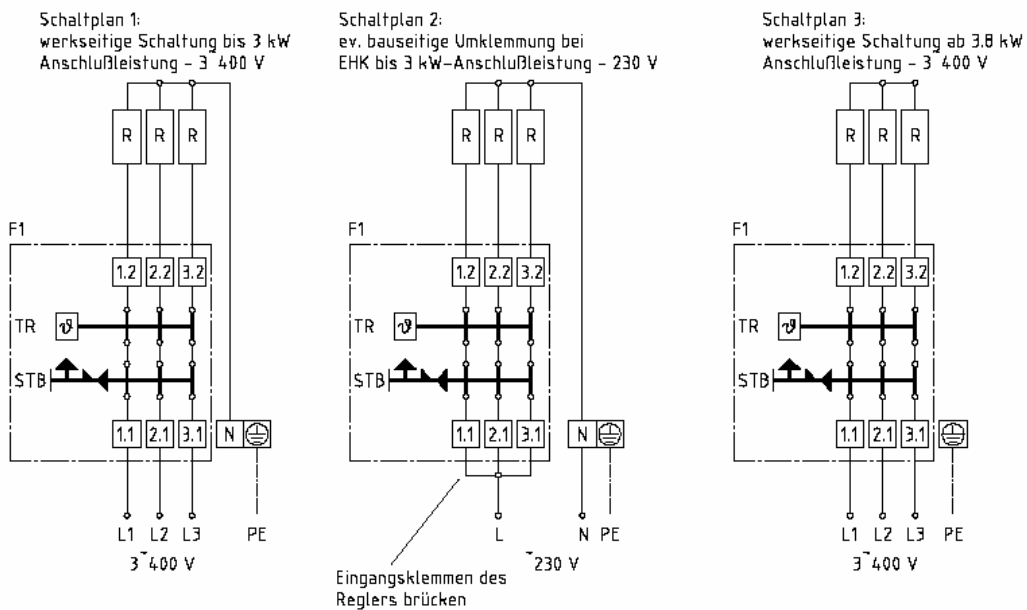 Schaltplan 1:
werkseitige Schaltung bis 3 kW
Anschlußleistung - 3~400 V
R R R
F1
1.2 2.2 3.2
TR ϑ
STB
1.1 2.1 3.1 N
L1 L2 L3 PE
3~400 V
Schaltplan 2:
ev. bauseitige Umklemmung bei
EHK bis 3 kW-Anschlußleistung - 230 V
R R R
F1
1.2 2.2 3.2
TR ϑ
STB
1.1 2.1 3.1 N
L N PE
~230 V
Eingangsklemmen des
Reglers brücken
Schaltplan 3:
werkseitige Schaltung ab 3.8 kW
Anschlußleistung - 3~400 V
R R R
F1
1.2 2.2 3.2
TR ϑ
STB
1.1 2.1 3.1
L1 L2 L3 PE
3~400 V